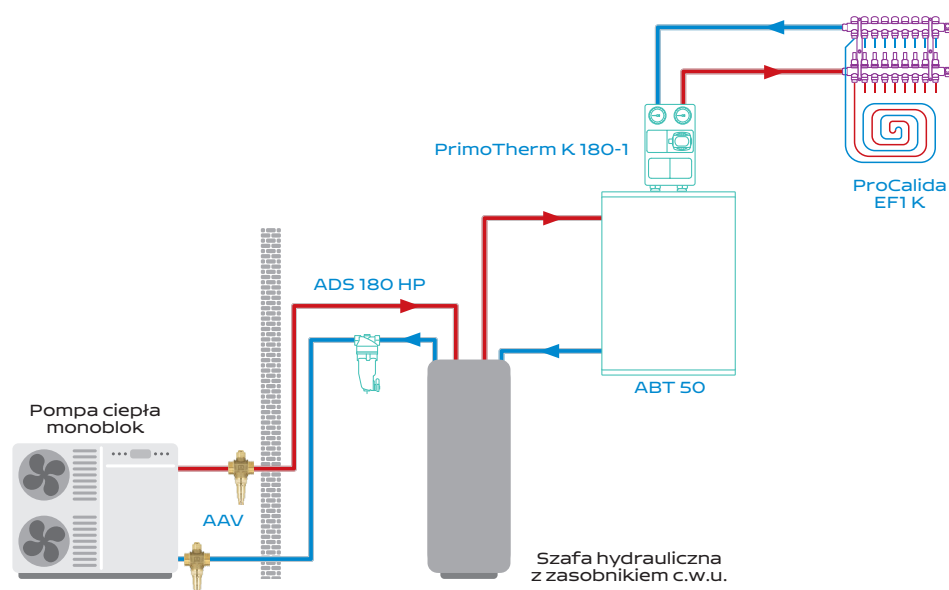 PrimoTherm K 180-1
ProCalida
EF1 K
ADS 180 HP
ABT 50
Pompa ciepła
monoblok
AAV
Szafa hydrauliczna
z zasobnikiem c.w.u.